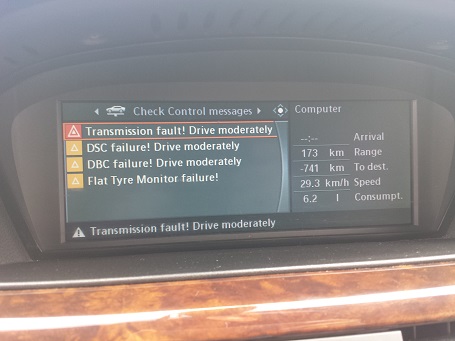 Check Control messages
Transmission fault! Drive moderately
DSC failure! Drive moderately
DBC failure! Drive moderately
Flat Tyre Monitor failure!
Transmission fault! Drive moderately
Computer
--:-- Arrival
173 km Range
-741 km To dest.
29.3 km/h Speed
6.2 l Consumpt.